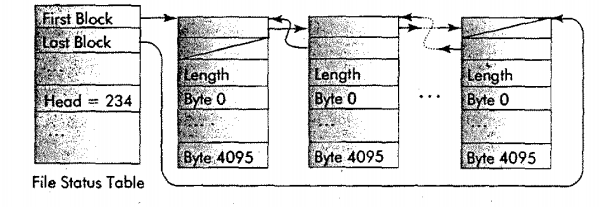 First Block
Last Block
...
Head = 234
...
File Status Table
Length
Byte 0
...
Byte 4095
Length
Byte 0
...
Byte 4095
...
Length
Byte 0
...
Byte 4095